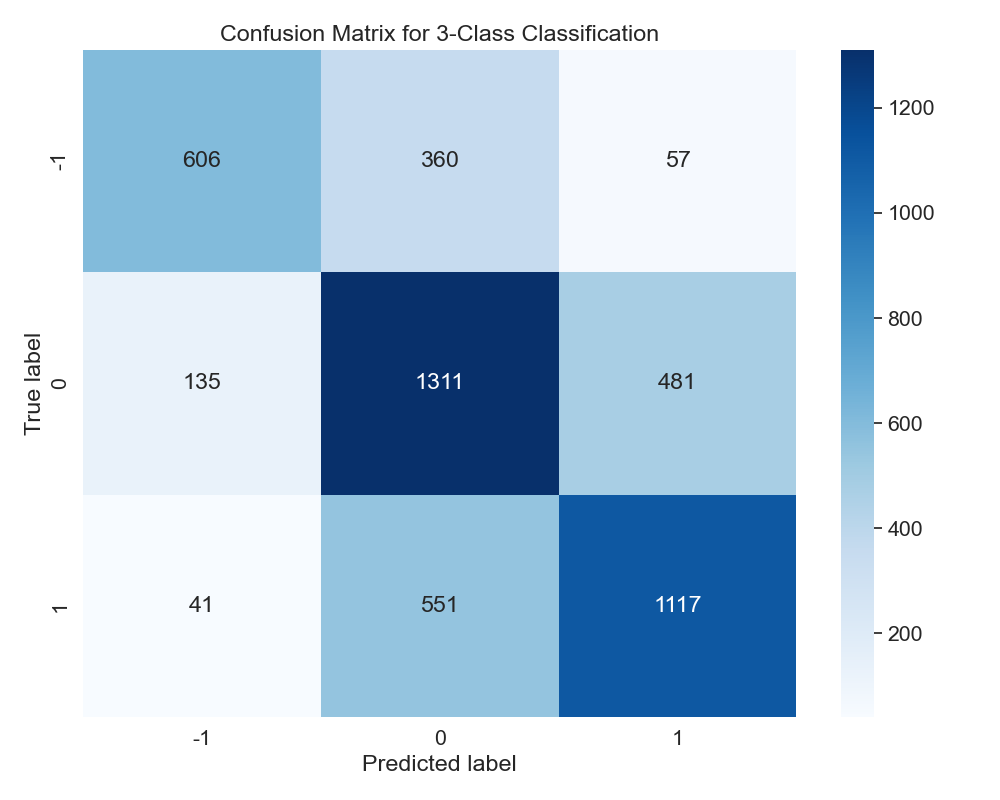 Confusion Matrix for 3-Class Classification
-1 606 360 57
0 135 1311 481
1 41 551 1117
-1 0 1
Predicted label
True label
1200
1000
800
600
400
200